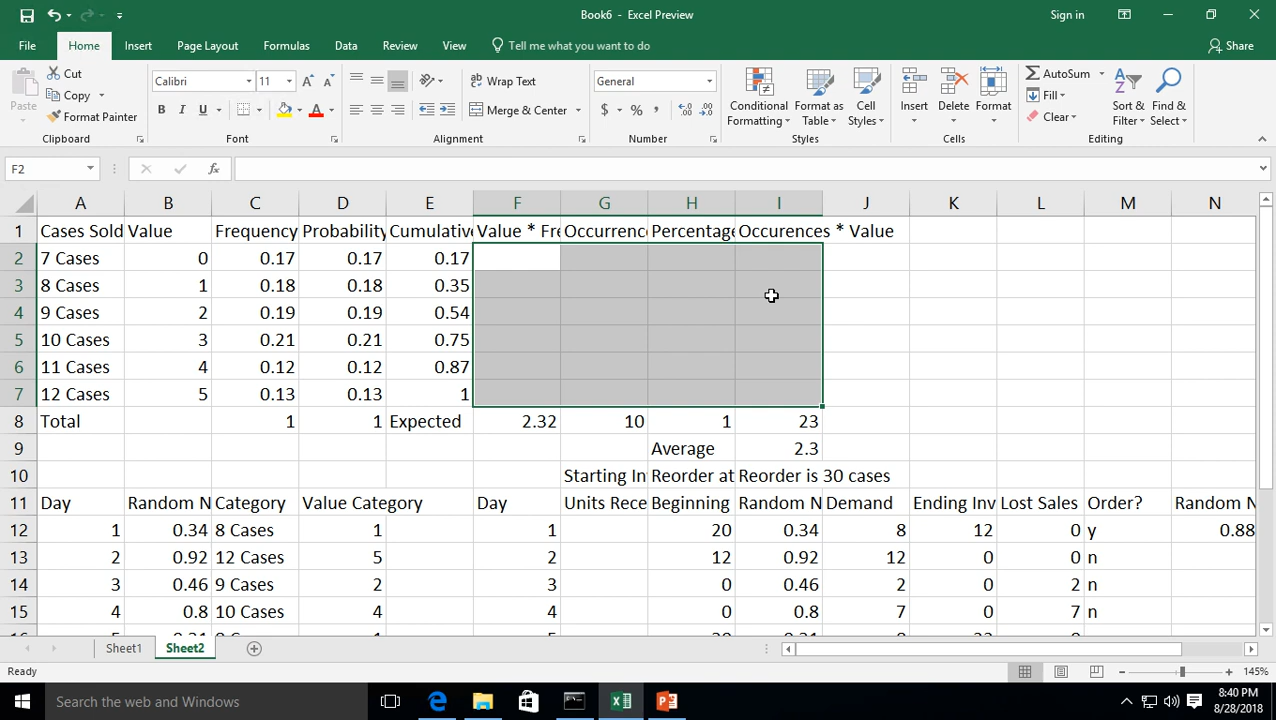 Book6 - Excel Preview
Sign in
File Home Insert Page Layout Formulas Data Review View Tell me what you want to do Share
Paste Cut Copy Format Painter
Calibri 11 B I U A A A
Wrap Text Merge & Center
General $ %
Conditional Formatting Format as Table Cell Styles
Insert Delete Format
AutoSum Fill Clear Sort & Filter Find & Select
Clipboard Font Alignment Number Styles Cells Editing
F2 fx
A B C D E F G H I J K L M N
1 Cases Sold Value Frequency Probability Cumulative Value * Fre Occurrenc Percentage Occurences * Value
2 7 Cases 0 0.17 0.17 0.17
3 8 Cases 1 0.18 0.18 0.35
4 9 Cases 2 0.19 0.19 0.54
5 10 Cases 3 0.21 0.21 0.75
6 11 Cases 4 0.12 0.12 0.87
7 12 Cases 5 0.13 0.13 1
8 Total 1 1 Expected 2.32 10 1 23
9 Average 2.3
10 Starting In Reorder at Reorder is 30 cases
11 Day Random N Category Value Category Day Units Rece Beginning Random N Demand Ending Inv Lost Sales Order? Random N
12 1 0.34 8 Cases 1 1 20 0.34 8 12 0 y 0.88
13 2 0.92 12 Cases 5 2 12 0.92 12 0 0 n
14 3 0.46 9 Cases 2 3 0 0.46 2 0 2 n
15 4 0.8 10 Cases 4 4 0 0.8 7 0 7 n
Sheet1 Sheet2
Ready 145%
Search the web and Windows
8:40 PM
8/28/2018